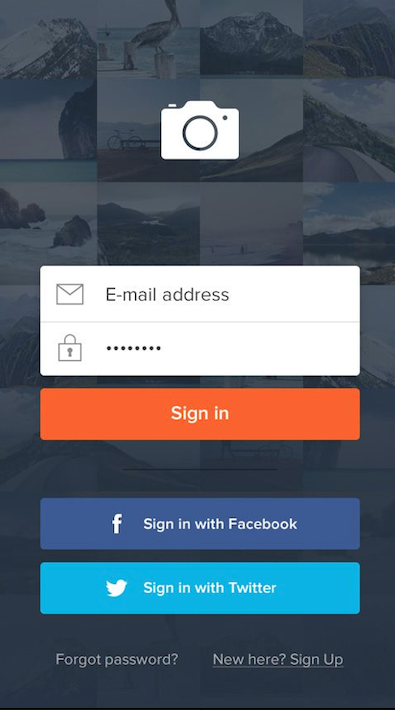 E-mail address
••••••••
Sign in
Sign in with Facebook
Sign in with Twitter
Forgot password?
New here? Sign Up